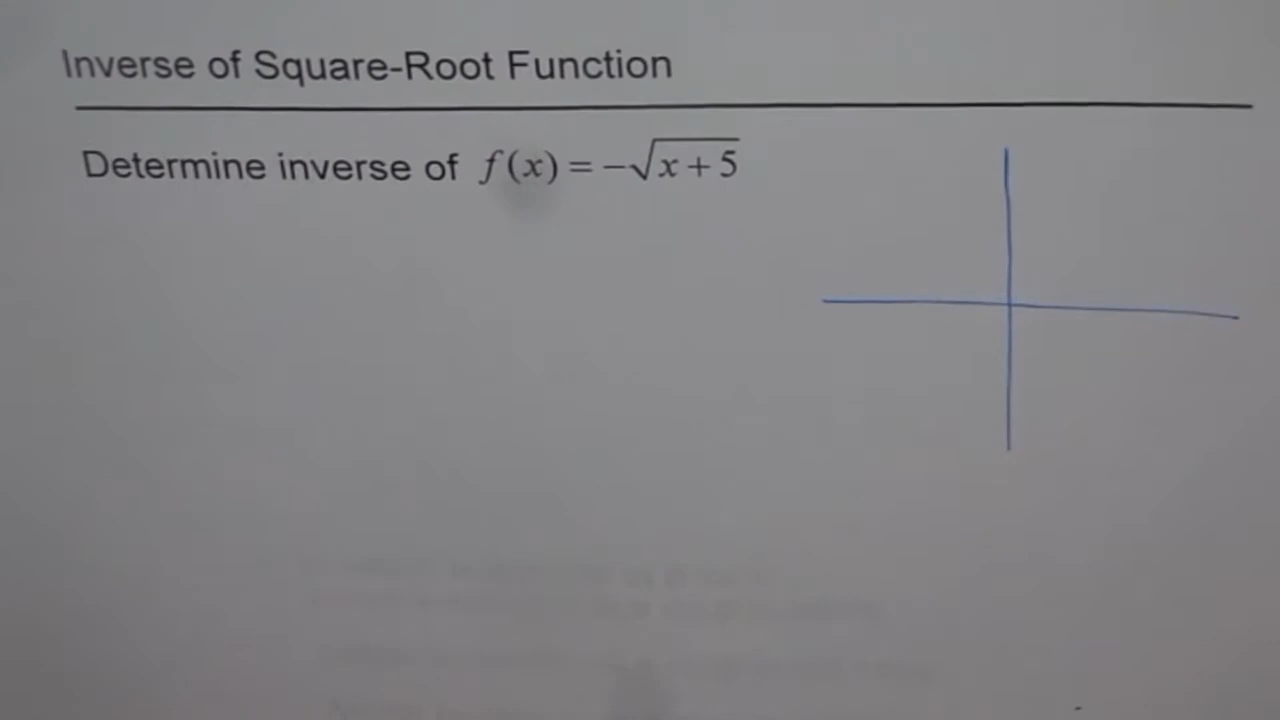 Inverse of Square-Root Function
Determine inverse of f(x) = −√x + 5